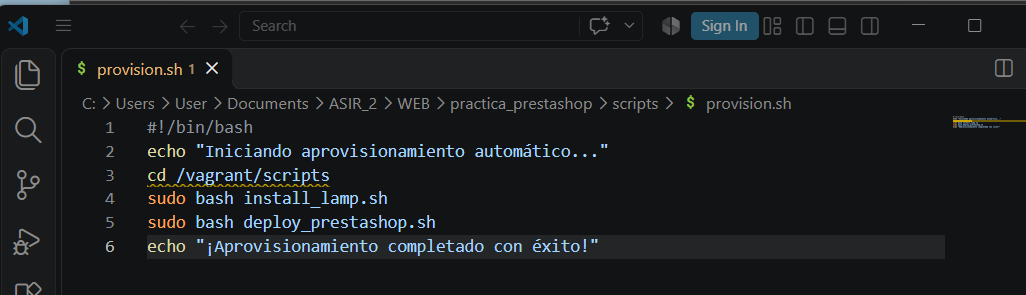 Search
Sign In
$ provision.sh 1
C: > Users > User > Documents > ASIR_2 > WEB > practica_prestashop > scripts > $ provision.sh
1 #!/bin/bash
2 echo "Iniciando aprovisionamiento automático..."
3 cd /vagrant/scripts
4 sudo bash install_lamp.sh
5 sudo bash deploy_prestashop.sh
6 echo "¡Aprovisionamiento completado con éxito!"